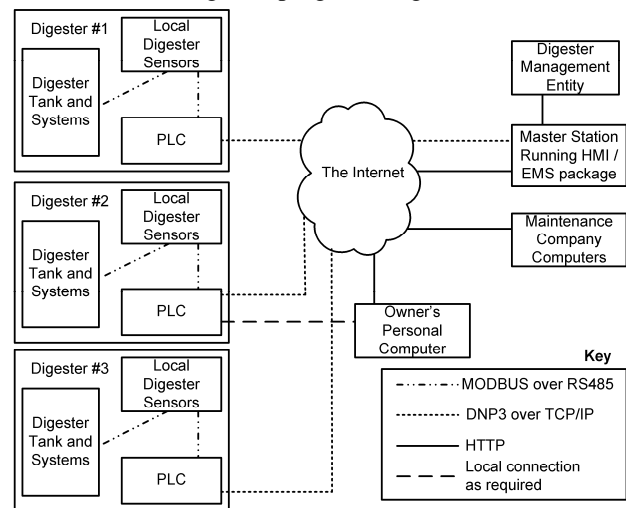 Digester #1
Local
Digester
Sensors
Digester
Tank and
Systems
PLC
Digester #2
Local
Digester
Sensors
Digester
Tank and
Systems
PLC
Digester #3
Local
Digester
Sensors
Digester
Tank and
Systems
PLC
The Internet
Digester
Management
Entity
Master Station
Running HMI /
EMS package
Maintenance
Company
Computers
Owner's
Personal
Computer
Key
MODBUS over RS485
DNP3 over TCP/IP
HTTP
Local connection
as required